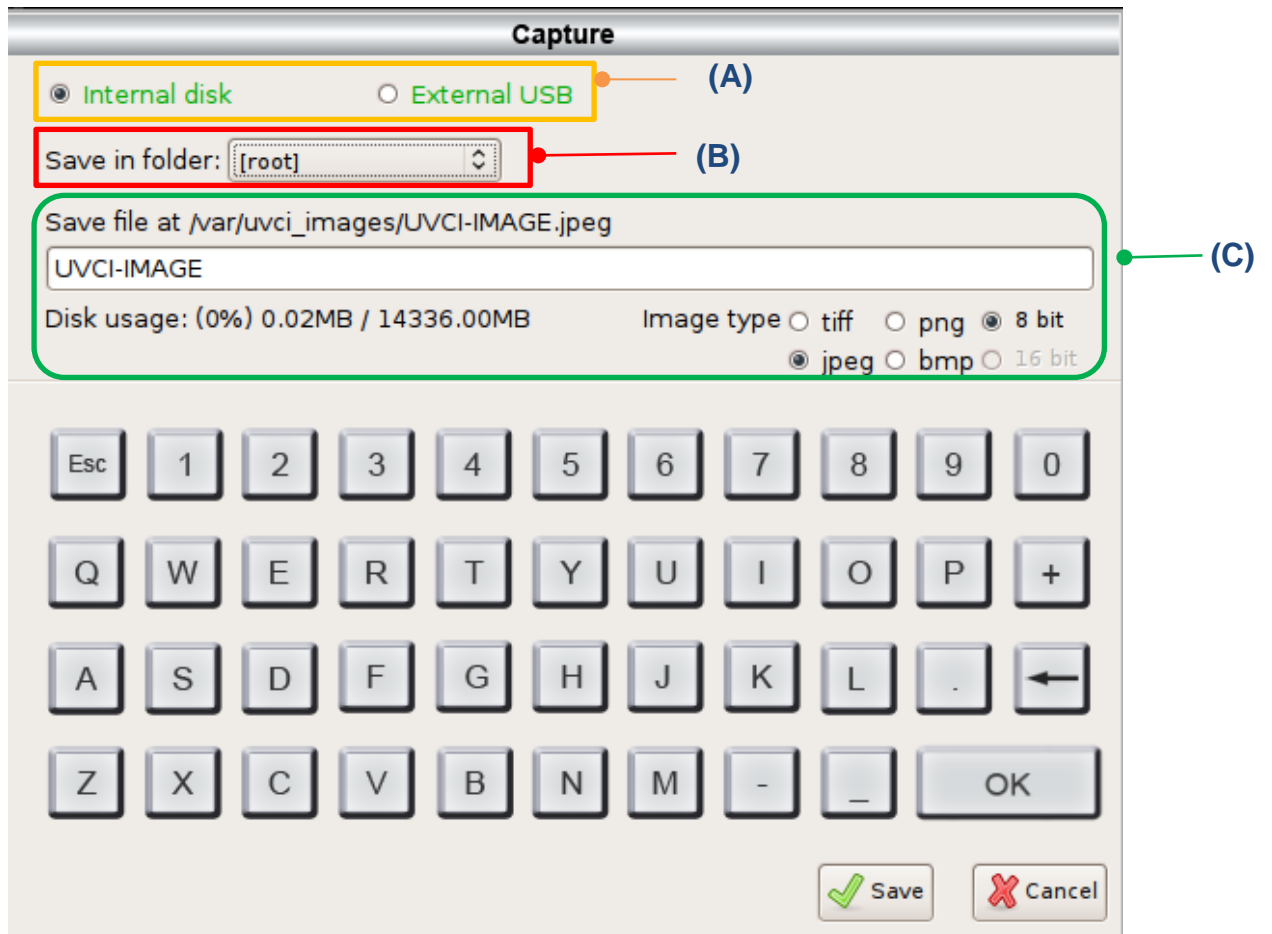 Capture
Internal disk External USB (A)
Save in folder: [root] (B)
Save file at /var/uvci_images/UVCI-IMAGE.jpeg
UVCI-IMAGE (C)
Disk usage: (0%) 0.02MB / 14336.00MB Image type tiff png 8 bit
jpeg bmp 16 bit
Esc 1 2 3 4 5 6 7 8 9 0
Q W E R T Y U I O P +
A S D F G H J K L .
Z X C V B N M - _ OK
Save Cancel